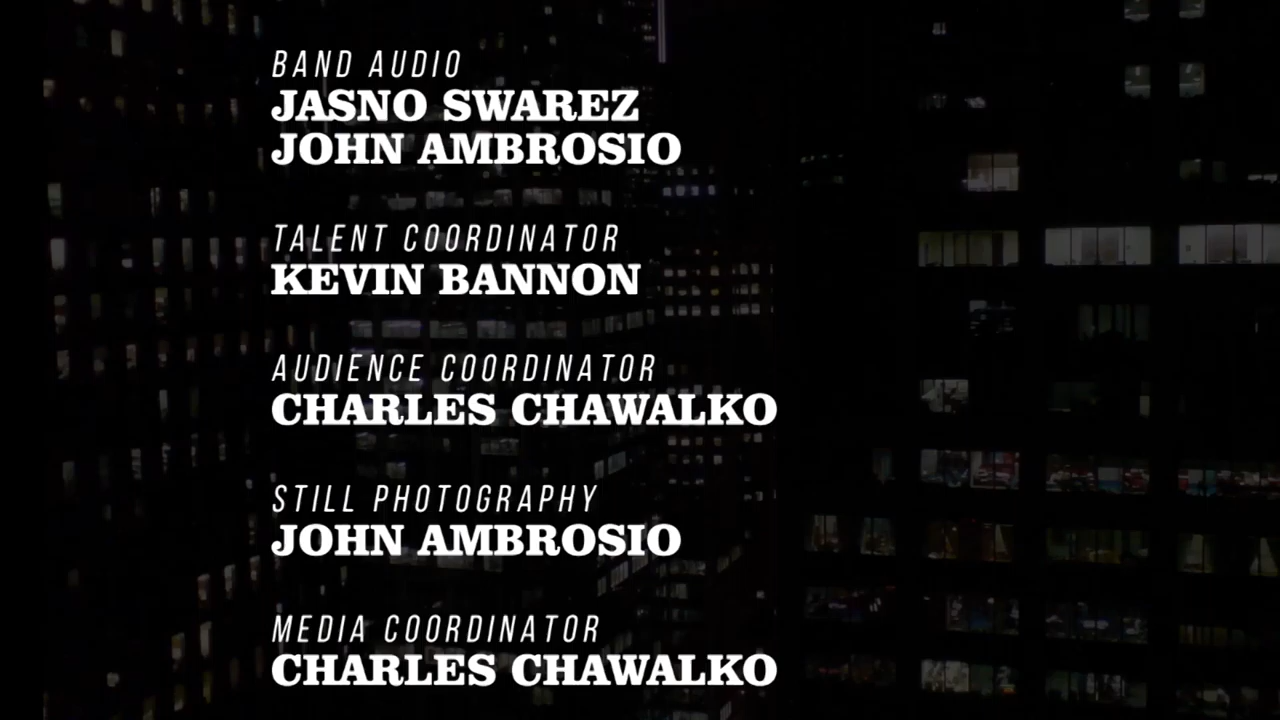 BAND AUDIO
JASNO SWAREZ
JOHN AMBROSIO
TALENT COORDINATOR
KEVIN BANNON
AUDIENCE COORDINATOR
CHARLES CHAWALKO
STILL PHOTOGRAPHY
JOHN AMBROSIO
MEDIA COORDINATOR
CHARLES CHAWALKO